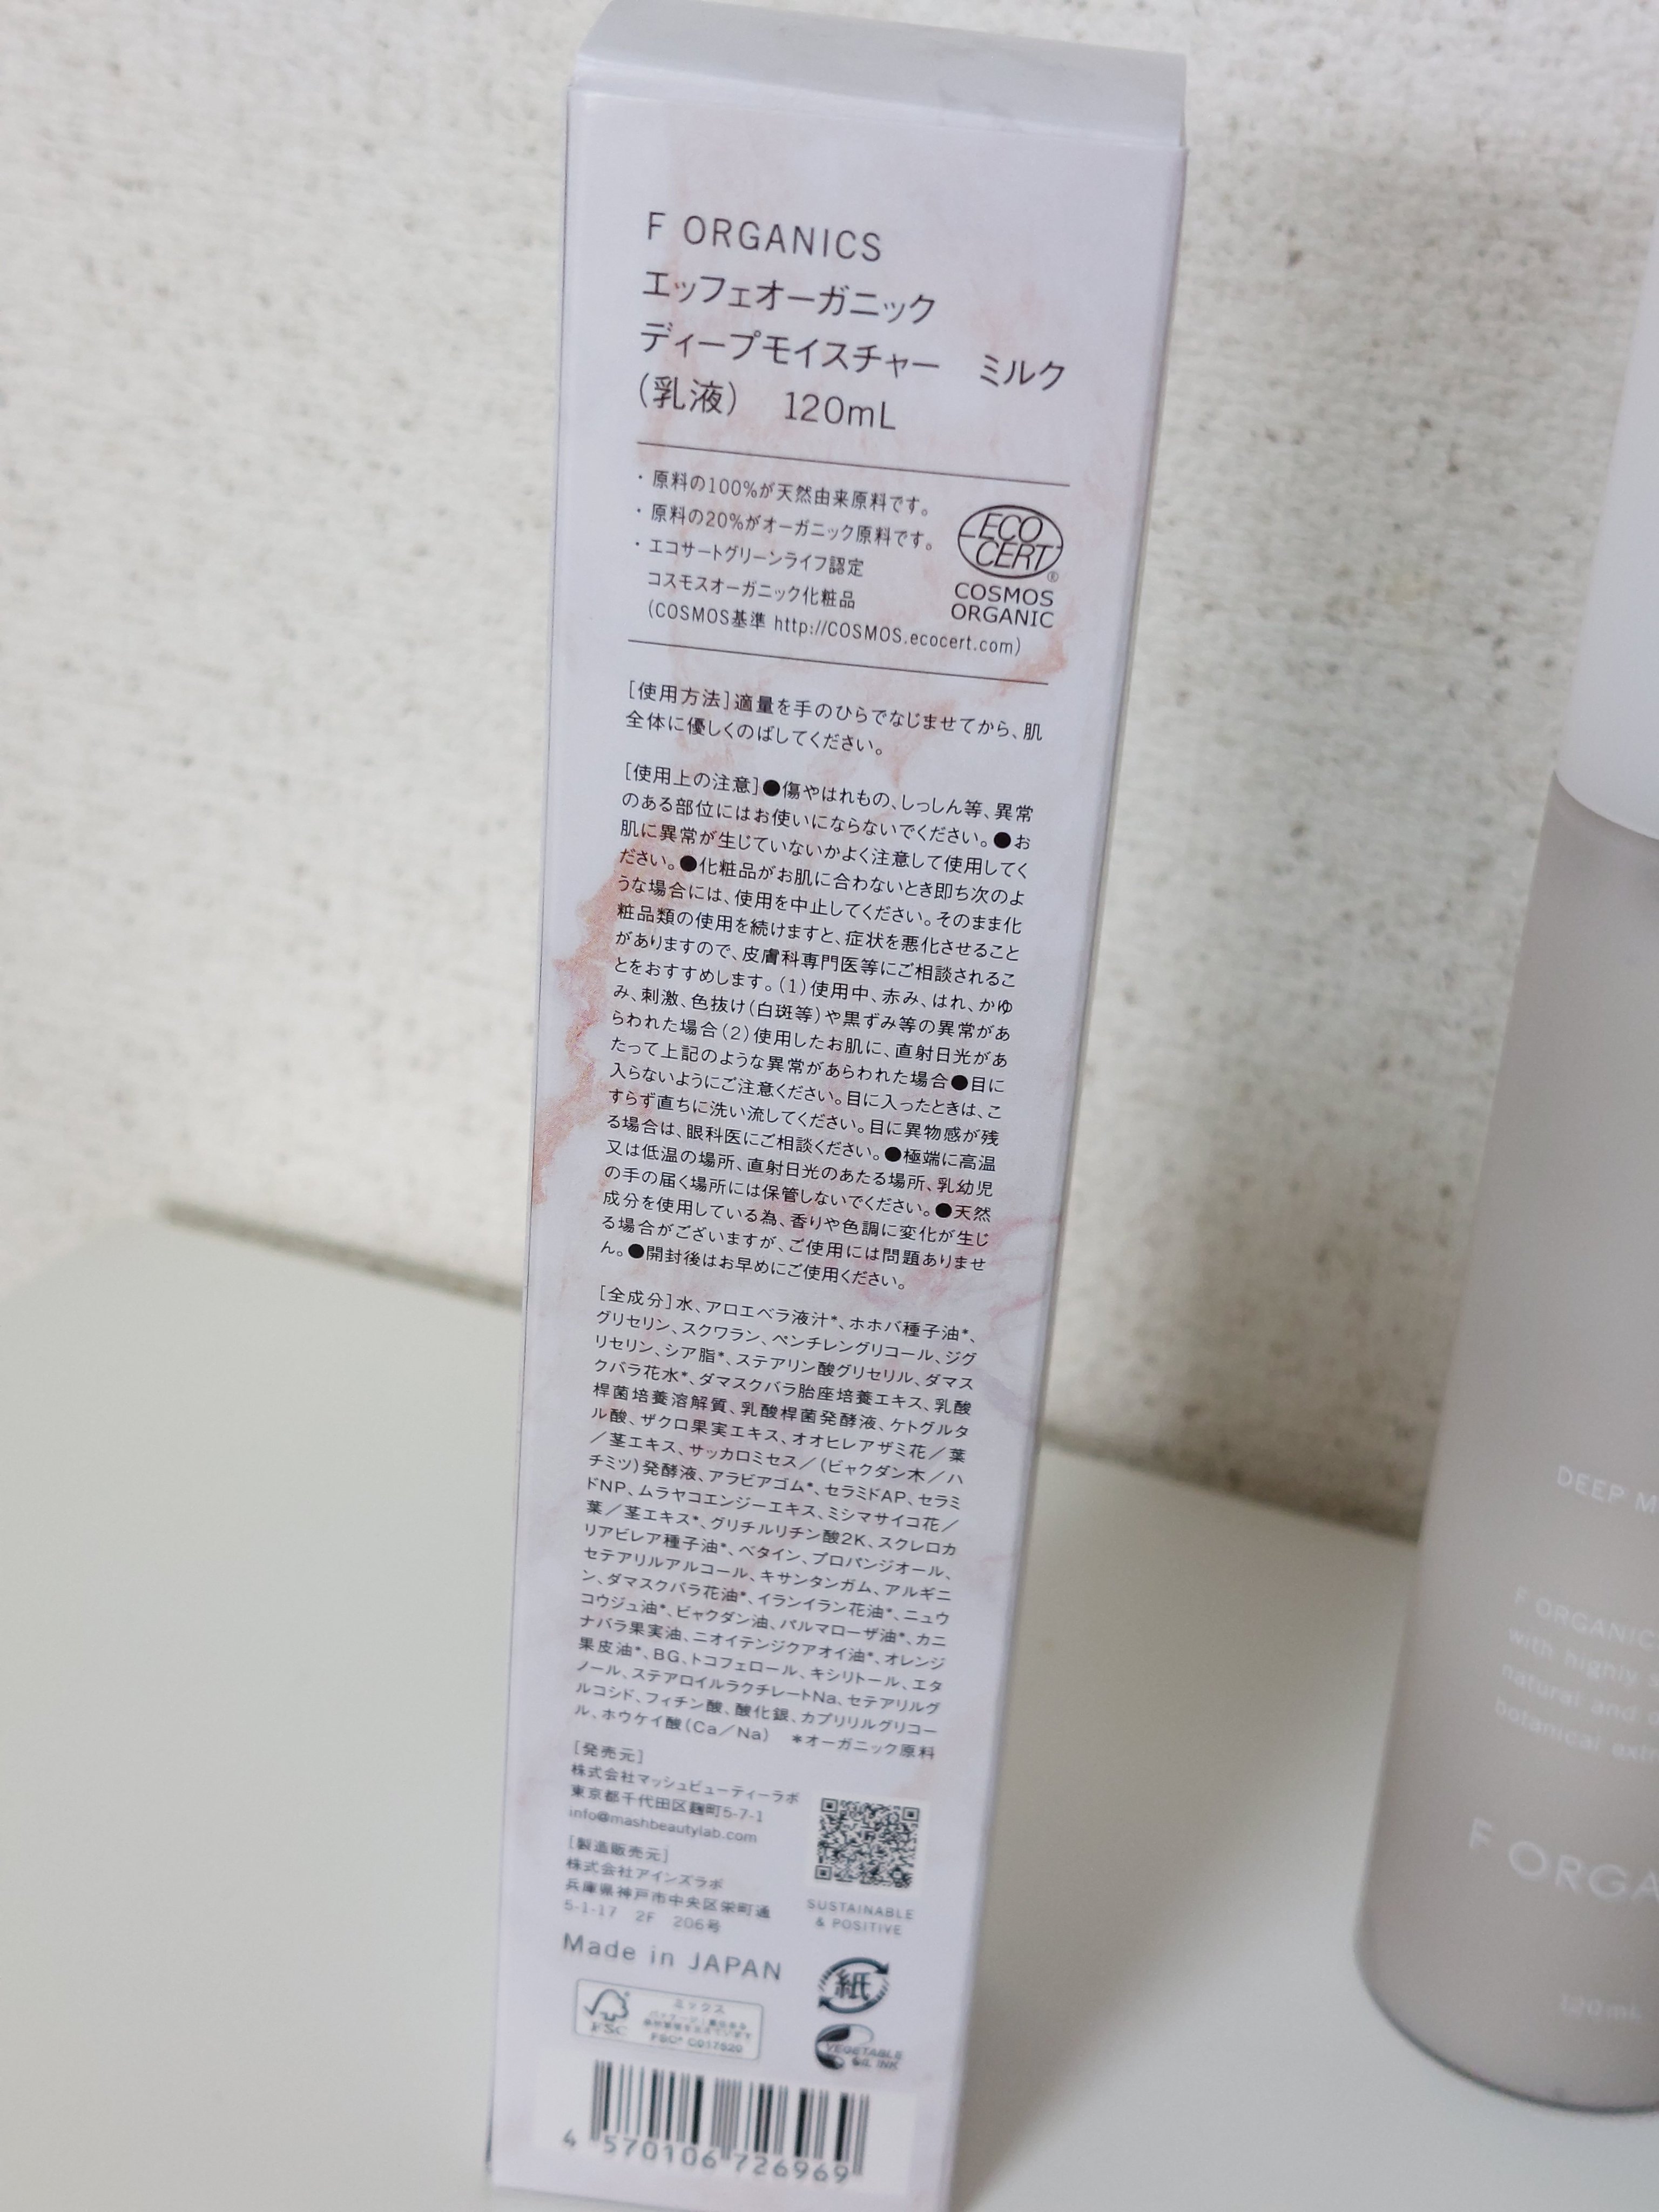 F ORGANICS
エッフェオーガニック
ディープモイスチャー　ミルク
(乳液)　120mL
・原料の100%が天然由来原料です。
・原料の20%がオーガニック原料です。
・エコサートグリーンライフ認定
コスモスオーガニック化粧品
(COSMOS基準 http://COSMOS.ecocert.com)
ECO
CERT®
COSMOS
ORGANIC
[使用方法]適量を手のひらでなじませてから、肌
全体に優しくのばしてください。
[使用上の注意]●傷やはれもの、しっしん等、異常
のある部位にはお使いにならないでください。●お
肌に異常が生じていないかよく注意して使用してく
ださい。●化粧品がお肌に合わないとき即ち次のよ
うな場合には、使用を中止してください。そのまま化
粧品類の使用を続けますと、症状を悪化させること
がありますので、皮膚科専門医等にご相談されるこ
とをおすすめします。(1)使用中、赤み、はれ、かゆ
み、刺激、色抜け(白斑等)や黒ずみ等の異常があ
らわれた場合(2)使用したお肌に、直射日光があ
たって上記のような異常があらわれた場合●目に
入らないようにご注意ください。目に入ったときは、こ
すらず直ちに洗い流してください。目に異物感が残
る場合は、眼科医にご相談ください。●極端に高温
又は低温の場所、直射日光のあたる場所、乳幼児
の手の届く場所には保管しないでください。●天然
成分を使用している為、香りや色調に変化が生じ
る場合がございますが、ご使用には問題ありませ
ん。●開封後はお早めにご使用ください。
[全成分]水、アロエベラ液汁*、ホホバ種子油*、
グリセリン、スクワラン、ペンチレングリコール、ジグ
リセリン、シア脂*、ステアリン酸グリセリル、ダマス
クバラ花水*、ダマスクバラ胎座培養エキス、乳酸
桿菌培養溶解質、乳酸桿菌発酵液、ケトグルタ
ル酸、ザクロ果実エキス、オオヒレアザミ花／葉
／茎エキス、サッカロミセス／(ビャクダン木／ハ
チミツ)発酵液、アラビアゴム*、セラミドAP、セラミ
ドNP、ムラヤコエンジーエキス、ミシマサイコ花／
葉／茎エキス*、グリチルリチン酸2K、スクレロカ
リアビレア種子油*、ベタイン、プロパンジオール、
セテアリルアルコール、キサンタンガム、アルギニ
ン、ダマスクバラ花油*、イランイラン花油*、ニュウ
コウジュ油*、ビャクダン油、パルマローザ油*、カニ
ナバラ果実油、ニオイテンジクアオイ油*、オレンジ
果皮油*、BG、トコフェロール、キシリトール、エタ
ノール、ステアロイルラクチレートNa、セテアリルグ
ルコシド、フィチン酸、酸化銀、カプリリルグリコー
ル、ホウケイ酸(Ca／Na)　*オーガニック原料
[発売元]
株式会社マッシュビューティーラボ
東京都千代田区麹町5-7-1
info@mashbeautylab.com
[製造販売元]
株式会社アインズラボ
兵庫県神戸市中央区栄町通
5-1-17　2F　206号
SUSTAINABLE
& POSITIVE
Made in JAPAN
紙
FSC
ミックス
FSC® C017620
VEGETABLE
OIL INK
4 570106 726969
DEEP M
F ORGANICS
with highly
natural and
botanical
F ORGA
120mL